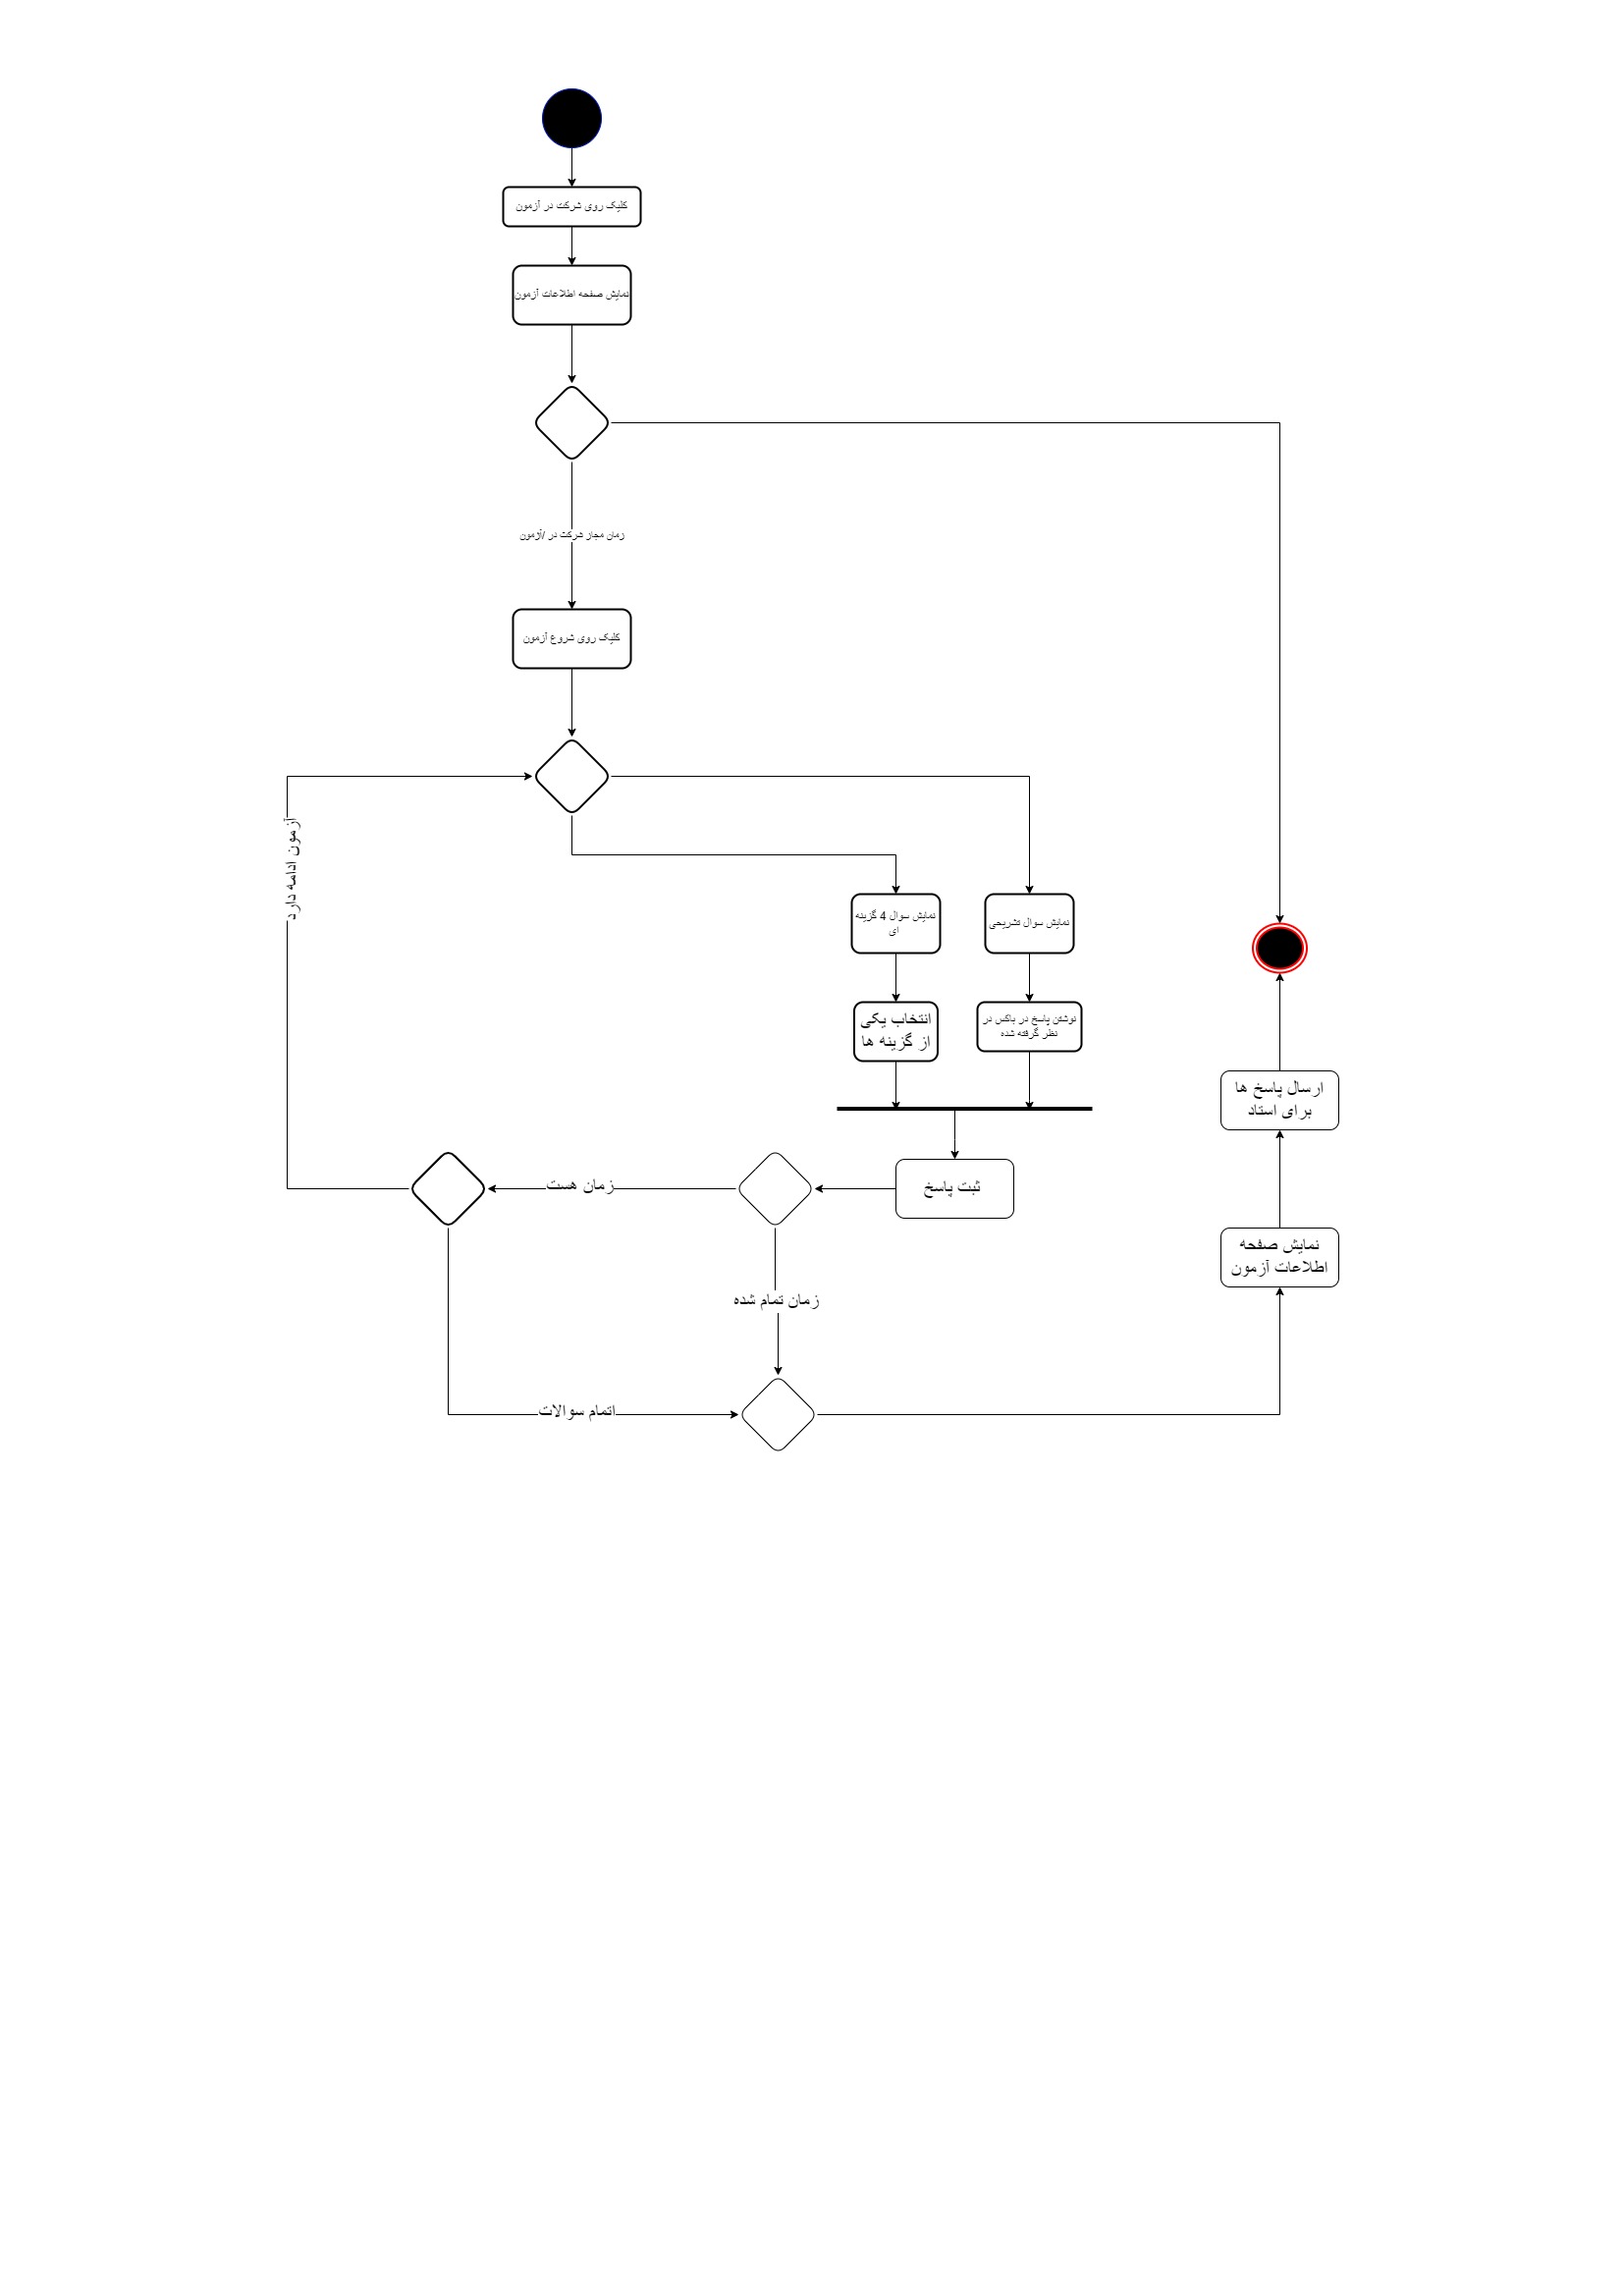 کلیک روی شرکت در آزمون
نمایش صفحه اطلاعات آزمون
زمان مجاز شرکت در /آزمون
کلیک روی شروع آزمون
آزمون ادامه دارد
نمایش سوال 4 گزینه
ای
نمایش سوال تشریحی
انتخاب یکی
از گزینه ها
نوشتن پاسخ در باکس در
نظر گرفته شده
ارسال پاسخ ها
برای استاد
ثبت پاسخ
زمان هست
نمایش صفحه
اطلاعات آزمون
زمان تمام شده
اتمام سوالات